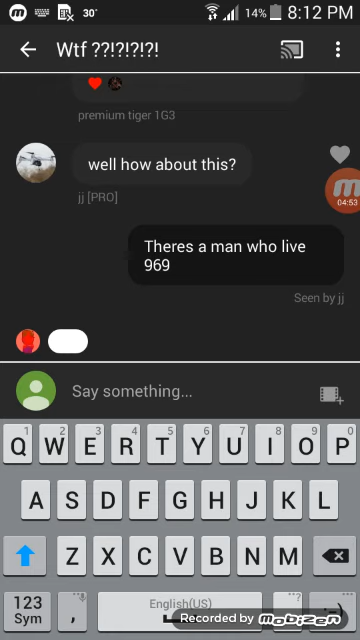 30°
14% 8:12 PM
Wtf ??!?!?!?!
premium tiger 1G3
well how about this?
jj [PRO]
04:53
Theres a man who live
969
Seen by jj
Say something...
1 2 3 4 5 6 7 8 9 0
Q W E R T Y U I O P
A S D F G H J K L
Z X C V B N M
123
Sym
,
English(US)
:-)
Recorded by mobizen